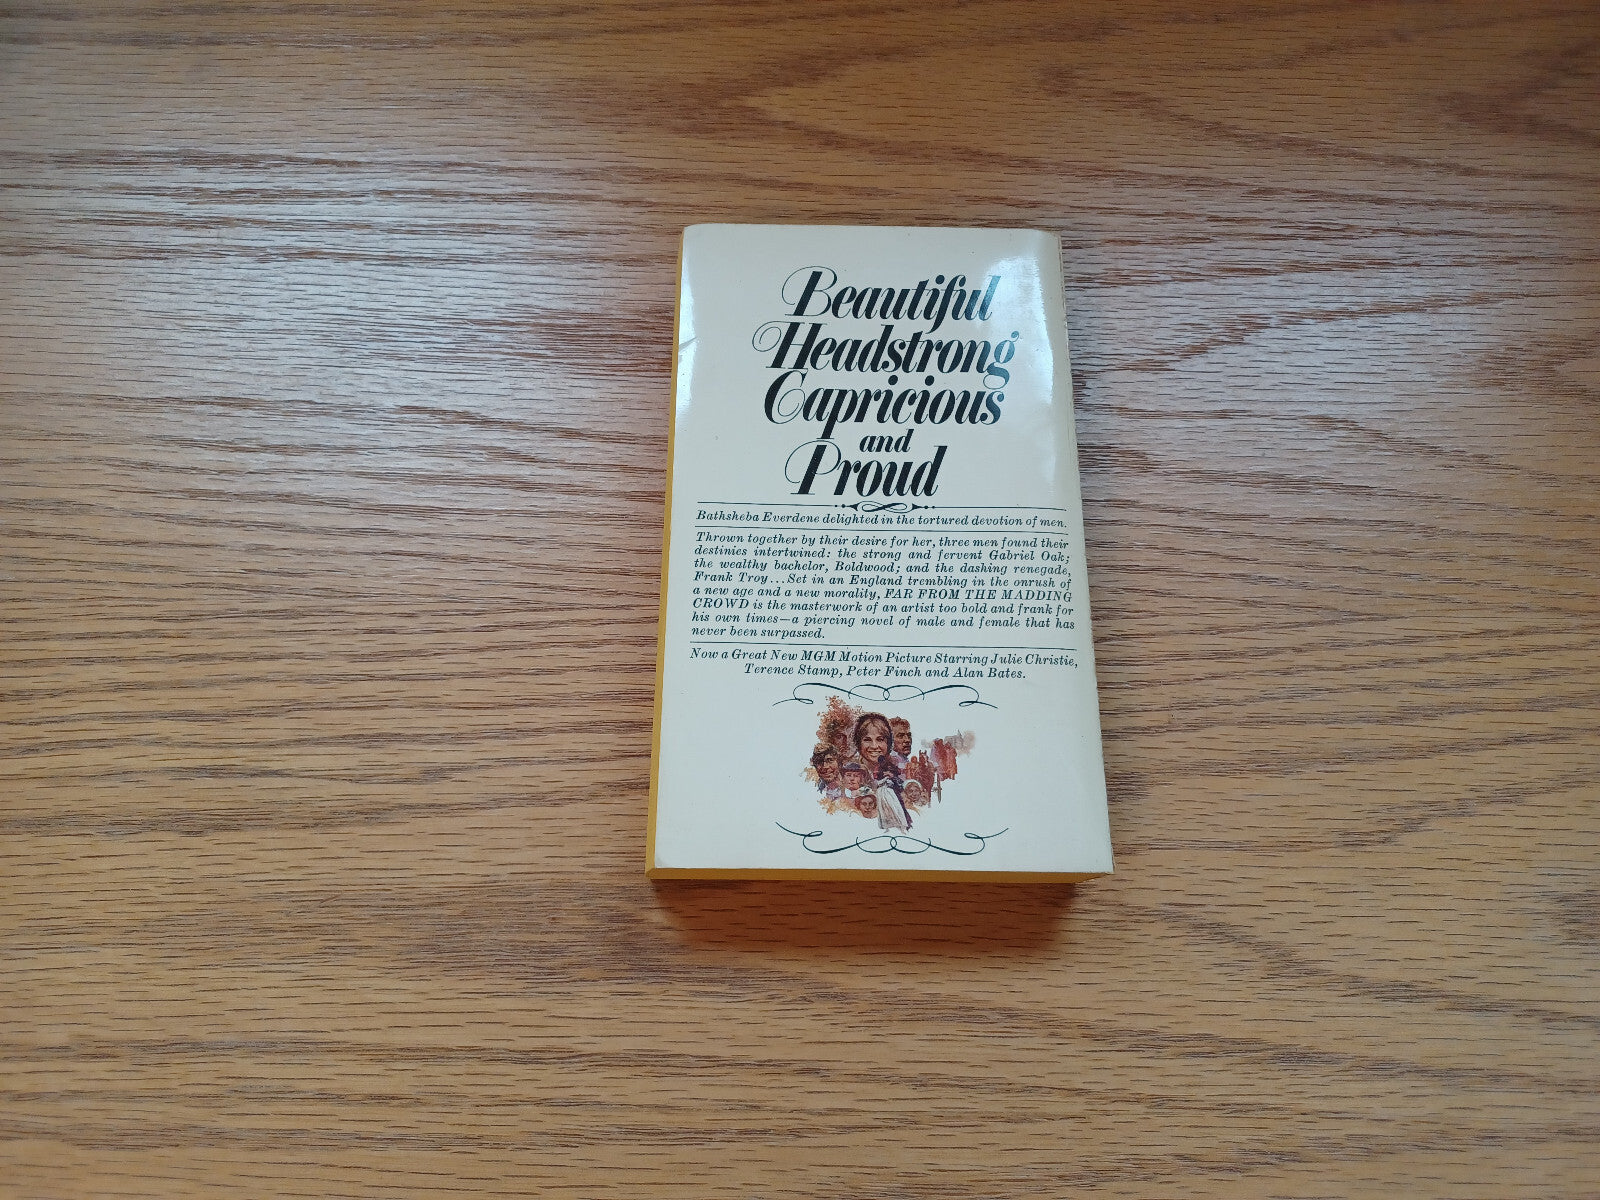 Beautiful
Headstrong
Capricious
and
Proud
Bathsheba Everdene delighted in the tortured devotion of men.
Thrown together by their desire for her, three men found their
destinies intertwined: the strong and fervent Gabriel Oak;
the wealthy bachelor, Boldwood; and the dashing renegade,
Frank Troy...Set in an England trembling in the onrush of
a new age and a new morality, FAR FROM THE MADDING
CROWD is the masterwork of an artist too bold and frank for
his own times—a piercing novel of male and female that has
never been surpassed.
Now a Great New MGM Motion Picture Starring Julie Christie,
Terence Stamp, Peter Finch and Alan Bates.